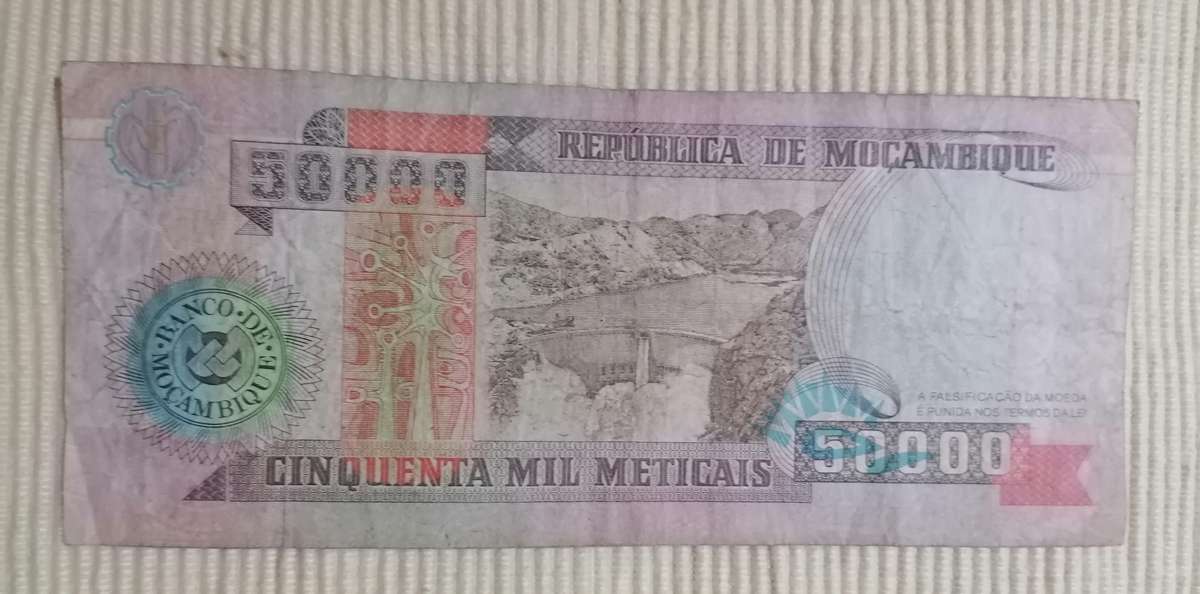 REPÚBLICA DE MOÇAMBIQUE
50000
BANCO·DE·
·MOÇAMBIQUE·
A FALSIFICAÇÃO DA MOEDA
É PUNIDA NOS TERMOS DA LEI
50000
CINQUENTA MIL METICAIS